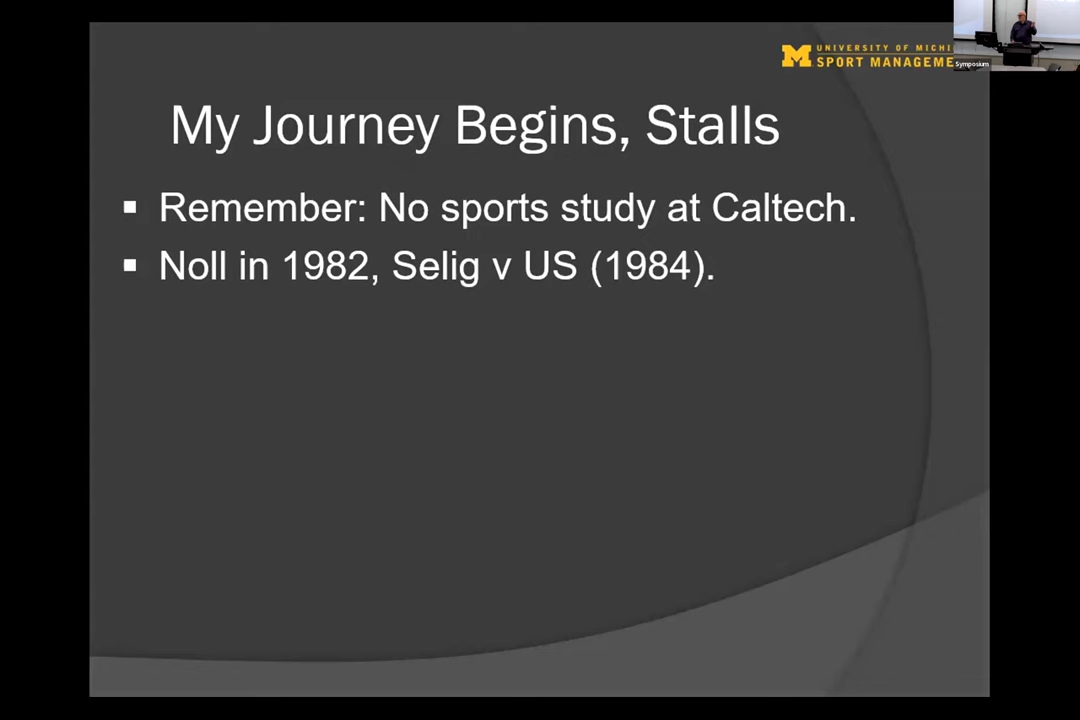 UNIVERSITY OF MICHI
SPORT MANAGEME
Symposium
My Journey Begins, Stalls
Remember: No sports study at Caltech.
Noll in 1982, Selig v US (1984).